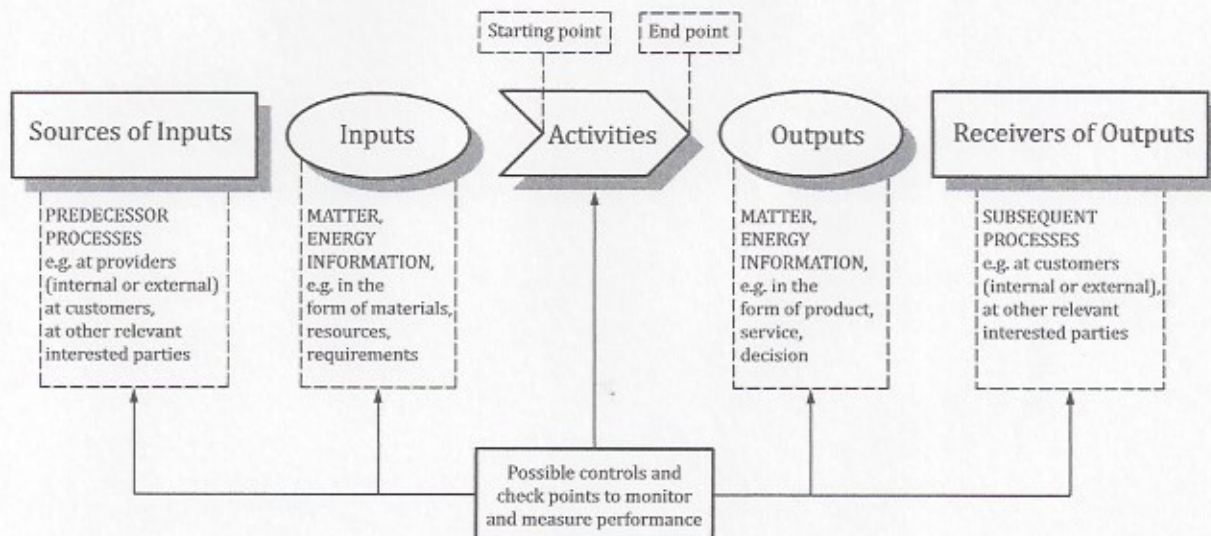 Starting point
End point
Sources of Inputs
Inputs
Activities
Outputs
Receivers of Outputs
PREDECESSOR
PROCESSES
e.g. at providers
(internal or external)
at customers,
at other relevant
interested parties
MATTER,
ENERGY
INFORMATION,
e.g. in the
form of materials,
resources,
requirements
MATTER,
ENERGY
INFORMATION,
e.g. in the
form of product,
service,
decision
SUBSEQUENT
PROCESSES
e.g. at customers
(internal or external),
at other relevant
interested parties
Possible controls and
check points to monitor
and measure performance